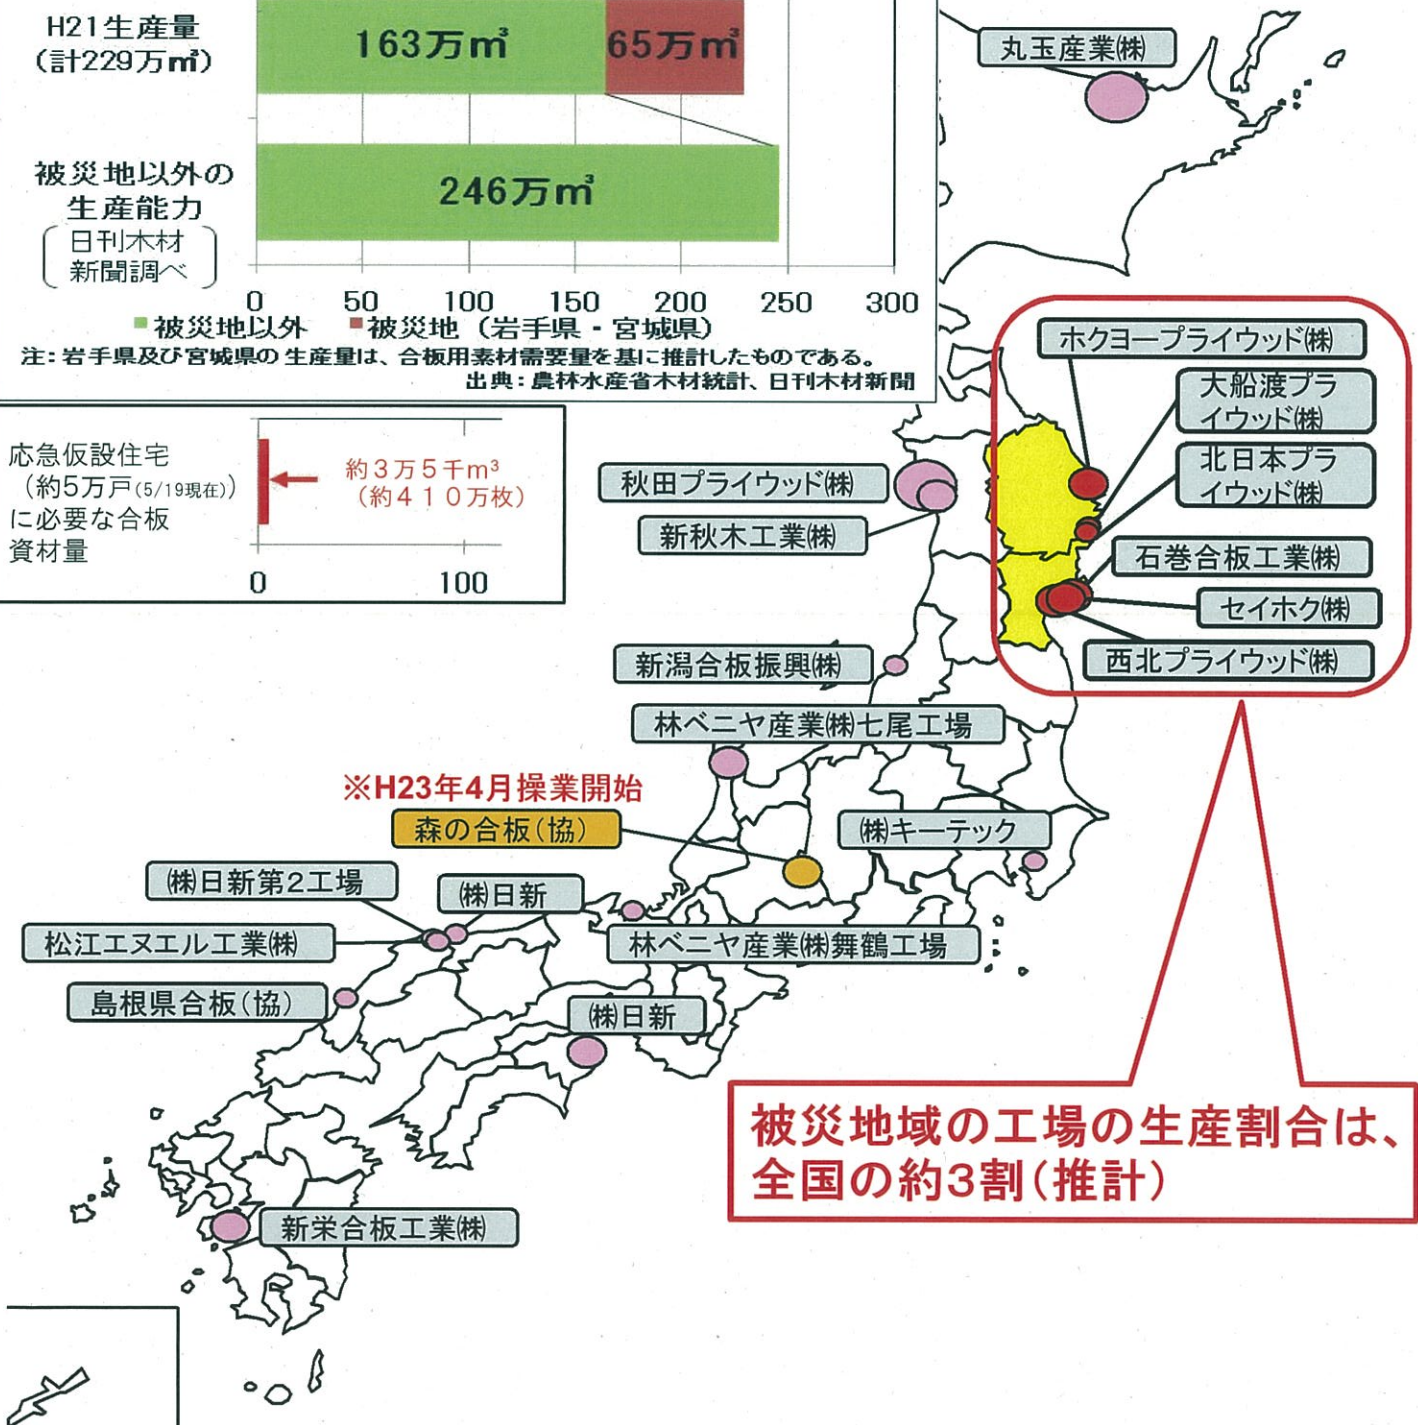 H21生産量
（計229万㎥）
163万㎥
65万㎥
被災地以外の
生産能力
日刊木材
新聞調べ
246万㎥
0 50 100 150 200 250 300
被災地以外 被災地（岩手県・宮城県）
注：岩手県及び宮城県の生産量は、合板用素材需要量を基に推計したものである。
出典：農林水産省木材統計、日刊木材新聞
応急仮設住宅
（約5万戸（5/19現在））
に必要な合板
資材量
約３万５千m³
（約４１０万枚）
0 100
丸玉産業㈱
ホクヨープライウッド㈱
大船渡プラ
イウッド㈱
北日本プラ
イウッド㈱
石巻合板工業㈱
セイホク㈱
西北プライウッド㈱
秋田プライウッド㈱
新秋木工業㈱
新潟合板振興㈱
林ベニヤ産業㈱七尾工場
※H23年4月操業開始
森の合板（協）
㈱キーテック
㈱日新第２工場
㈱日新
松江エヌエル工業㈱
林ベニヤ産業㈱舞鶴工場
島根県合板（協）
㈱日新
新栄合板工業㈱
被災地域の工場の生産割合は、
全国の約３割（推計）